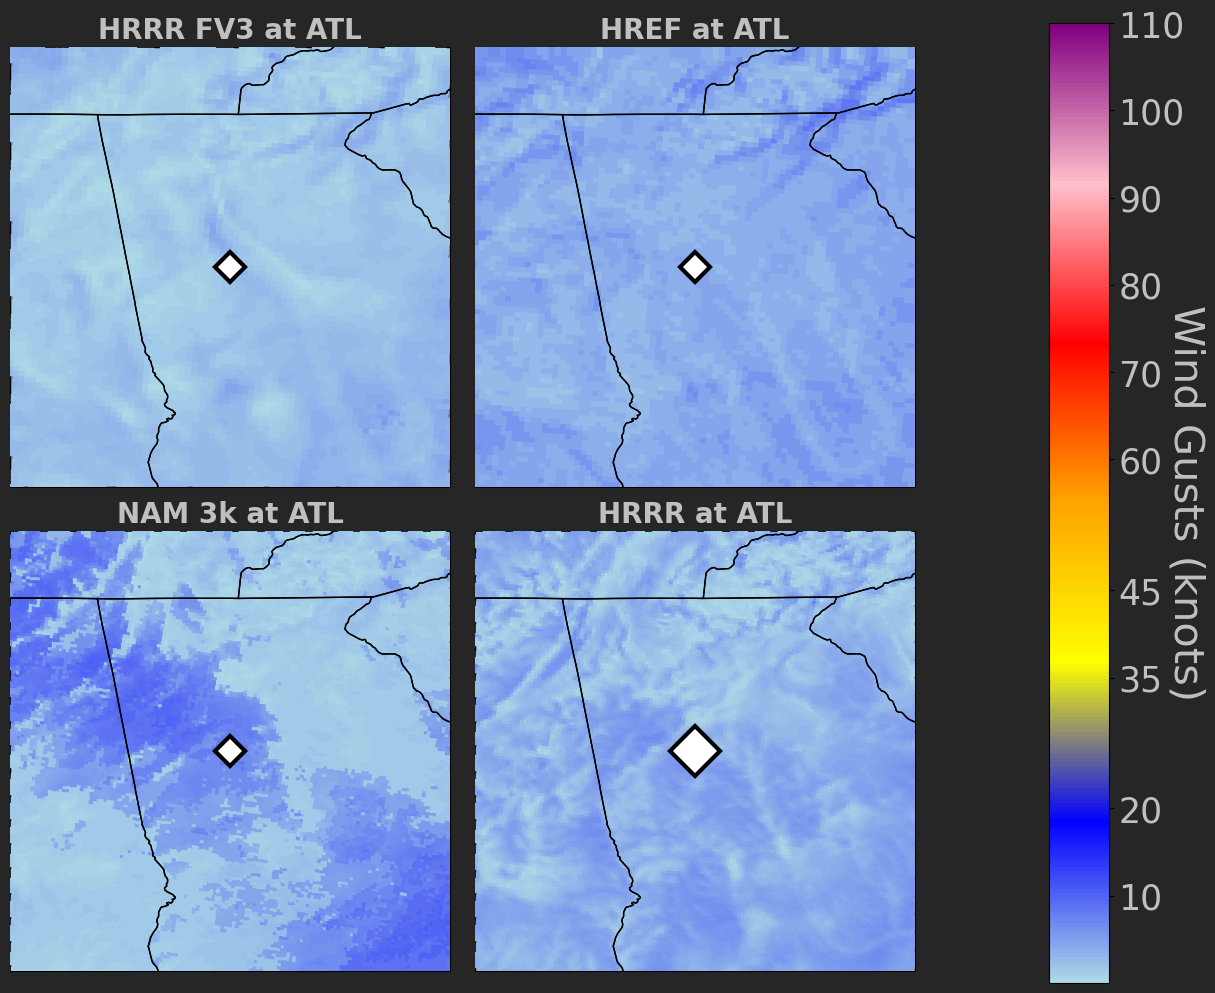 HRRR FV3 at ATL
HREF at ATL
NAM 3k at ATL
HRRR at ATL
110
100
90
80
70
60
45
35
20
10
Wind Gusts (knots)